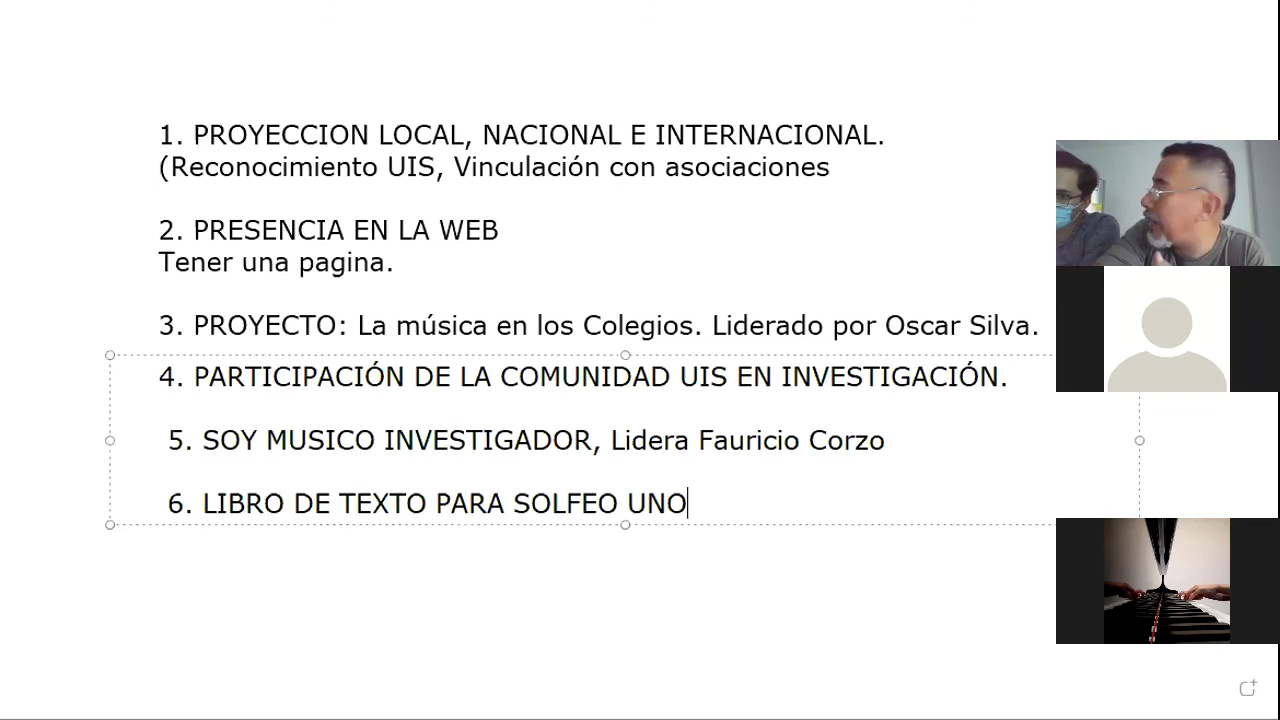 1. PROYECCION LOCAL, NACIONAL E INTERNACIONAL.
(Reconocimiento UIS, Vinculación con asociaciones
2. PRESENCIA EN LA WEB
Tener una pagina.
3. PROYECTO: La música en los Colegios. Liderado por Oscar Silva.
4. PARTICIPACIÓN DE LA COMUNIDAD UIS EN INVESTIGACIÓN.
5. SOY MUSICO INVESTIGADOR, Lidera Fauricio Corzo
6. LIBRO DE TEXTO PARA SOLFEO UNO